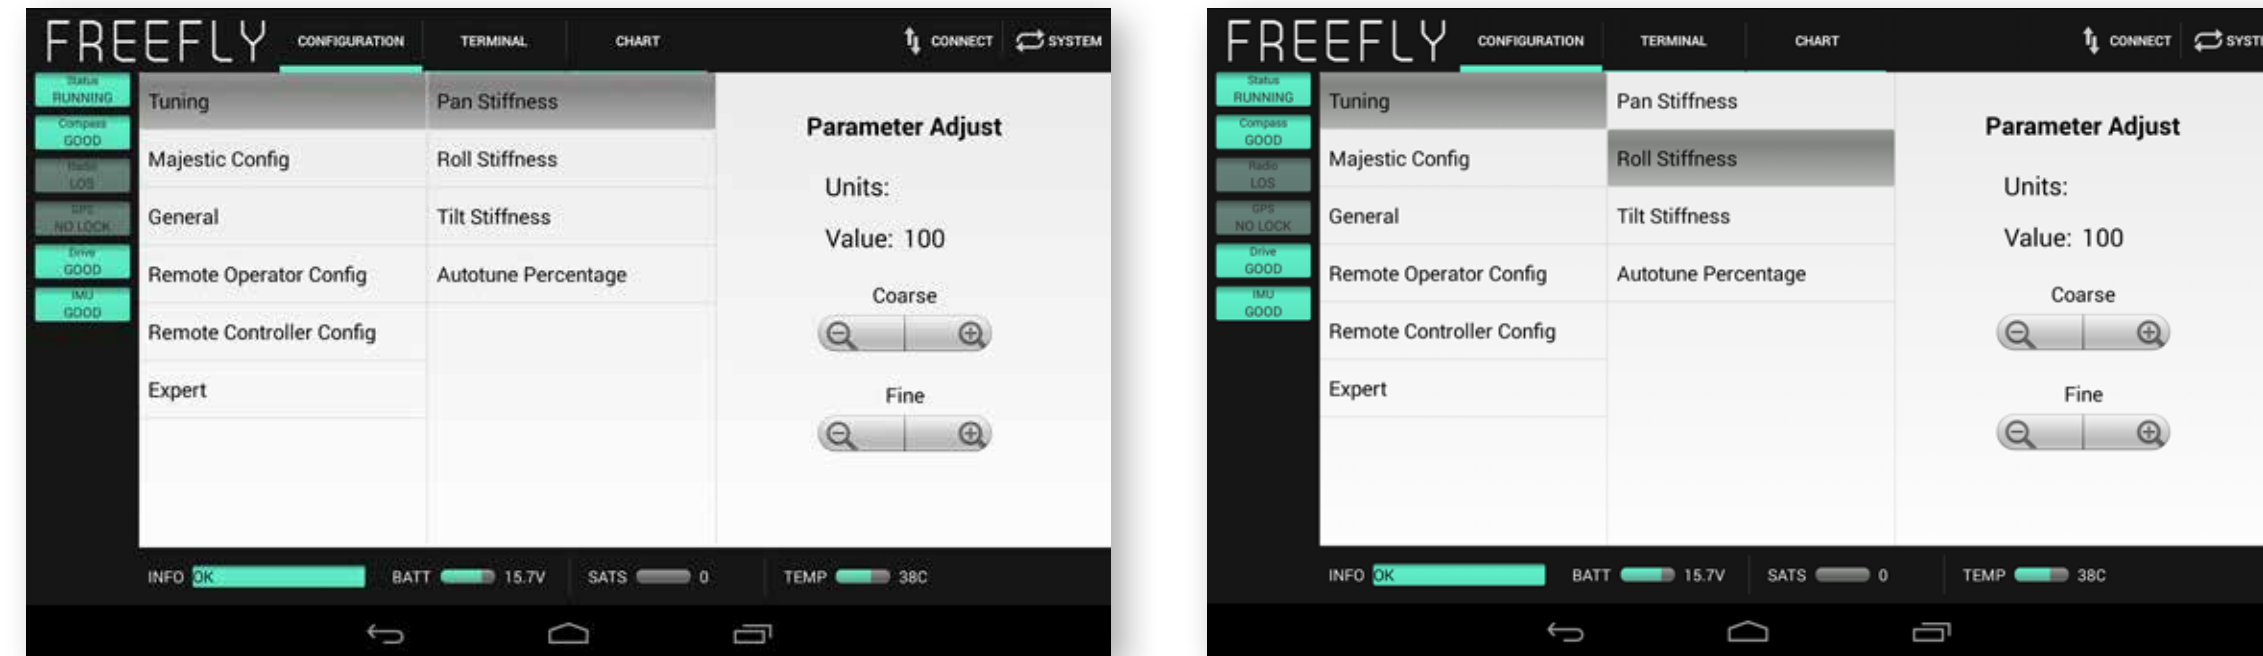 FREEFLY CONFIGURATION TERMINAL CHART CONNECT SYSTEM
Status
RUNNING
Compass
GOOD
Radio
LOS
GPS
NO LOCK
Drive
GOOD
IMU
GOOD
Tuning
Majestic Config
General
Remote Operator Config
Remote Controller Config
Expert
Pan Stiffness
Roll Stiffness
Tilt Stiffness
Autotune Percentage
Parameter Adjust
Units:
Value: 100
Coarse
Fine
INFO OK BATT 15.7V SATS 0 TEMP 38C
FREEFLY CONFIGURATION TERMINAL CHART CONNECT SYSTE
Status
RUNNING
Compass
GOOD
Radio
LOS
GPS
NO LOCK
Drive
GOOD
IMU
GOOD
Tuning
Majestic Config
General
Remote Operator Config
Remote Controller Config
Expert
Pan Stiffness
Roll Stiffness
Tilt Stiffness
Autotune Percentage
Parameter Adjust
Units:
Value: 100
Coarse
Fine
INFO OK BATT 15.7V SATS 0 TEMP 38C